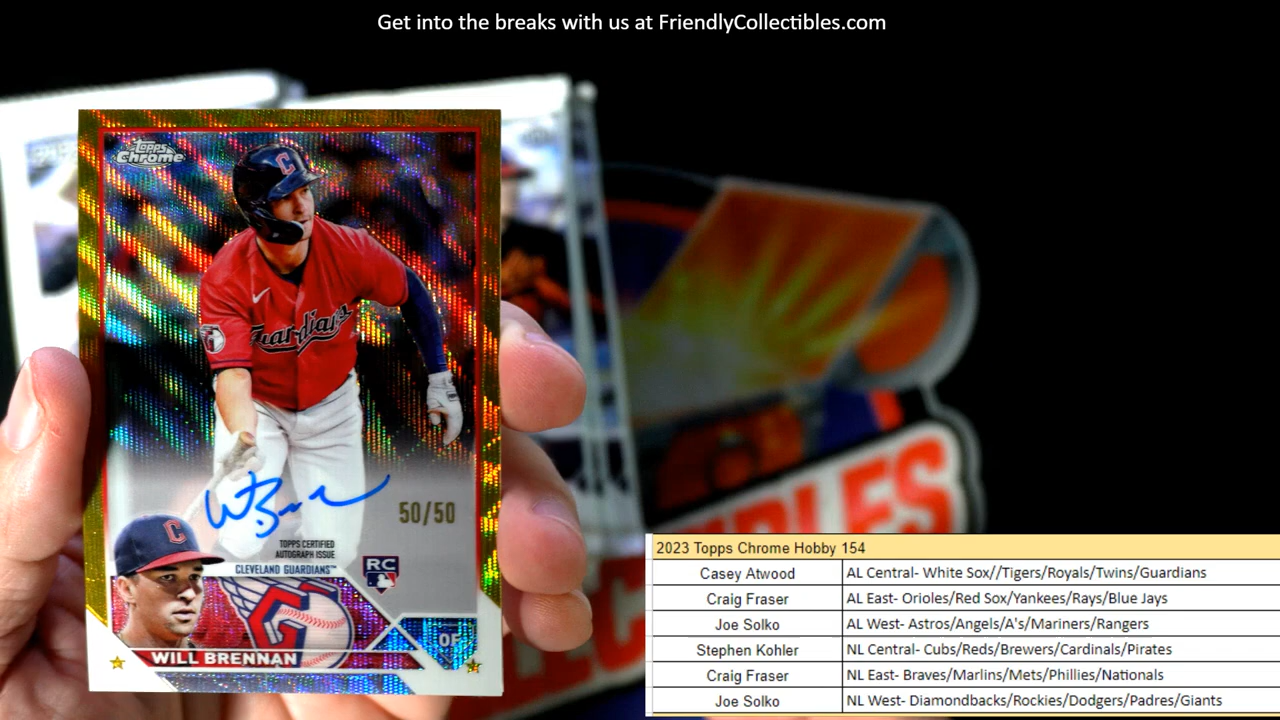 Get into the breaks with us at FriendlyCollectibles.com
Topps
Chrome
C
Guardians
50/50
TOPPS CERTIFIED
AUTOGRAPH ISSUE
CLEVELAND GUARDIANS™
RC
C
G
OF
WILL BRENNAN
BLES
2023 Topps Chrome Hobby 154
Casey Atwood AL Central- White Sox//Tigers/Royals/Twins/Guardians
Craig Fraser AL East- Orioles/Red Sox/Yankees/Rays/Blue Jays
Joe Solko AL West- Astros/Angels/A's/Mariners/Rangers
Stephen Kohler NL Central- Cubs/Reds/Brewers/Cardinals/Pirates
Craig Fraser NL East- Braves/Marlins/Mets/Phillies/Nationals
Joe Solko NL West- Diamondbacks/Rockies/Dodgers/Padres/Giants